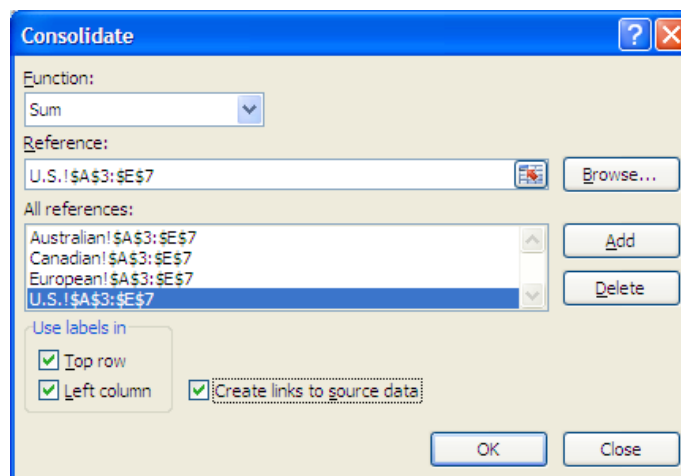 Consolidate
Function:
Sum
Reference:
U.S.!$A$3:$E$7
Browse...
All references:
Australian!$A$3:$E$7
Canadian!$A$3:$E$7
European!$A$3:$E$7
U.S.!$A$3:$E$7
Add
Delete
Use labels in
Top row
Left column
Create links to source data
OK
Close